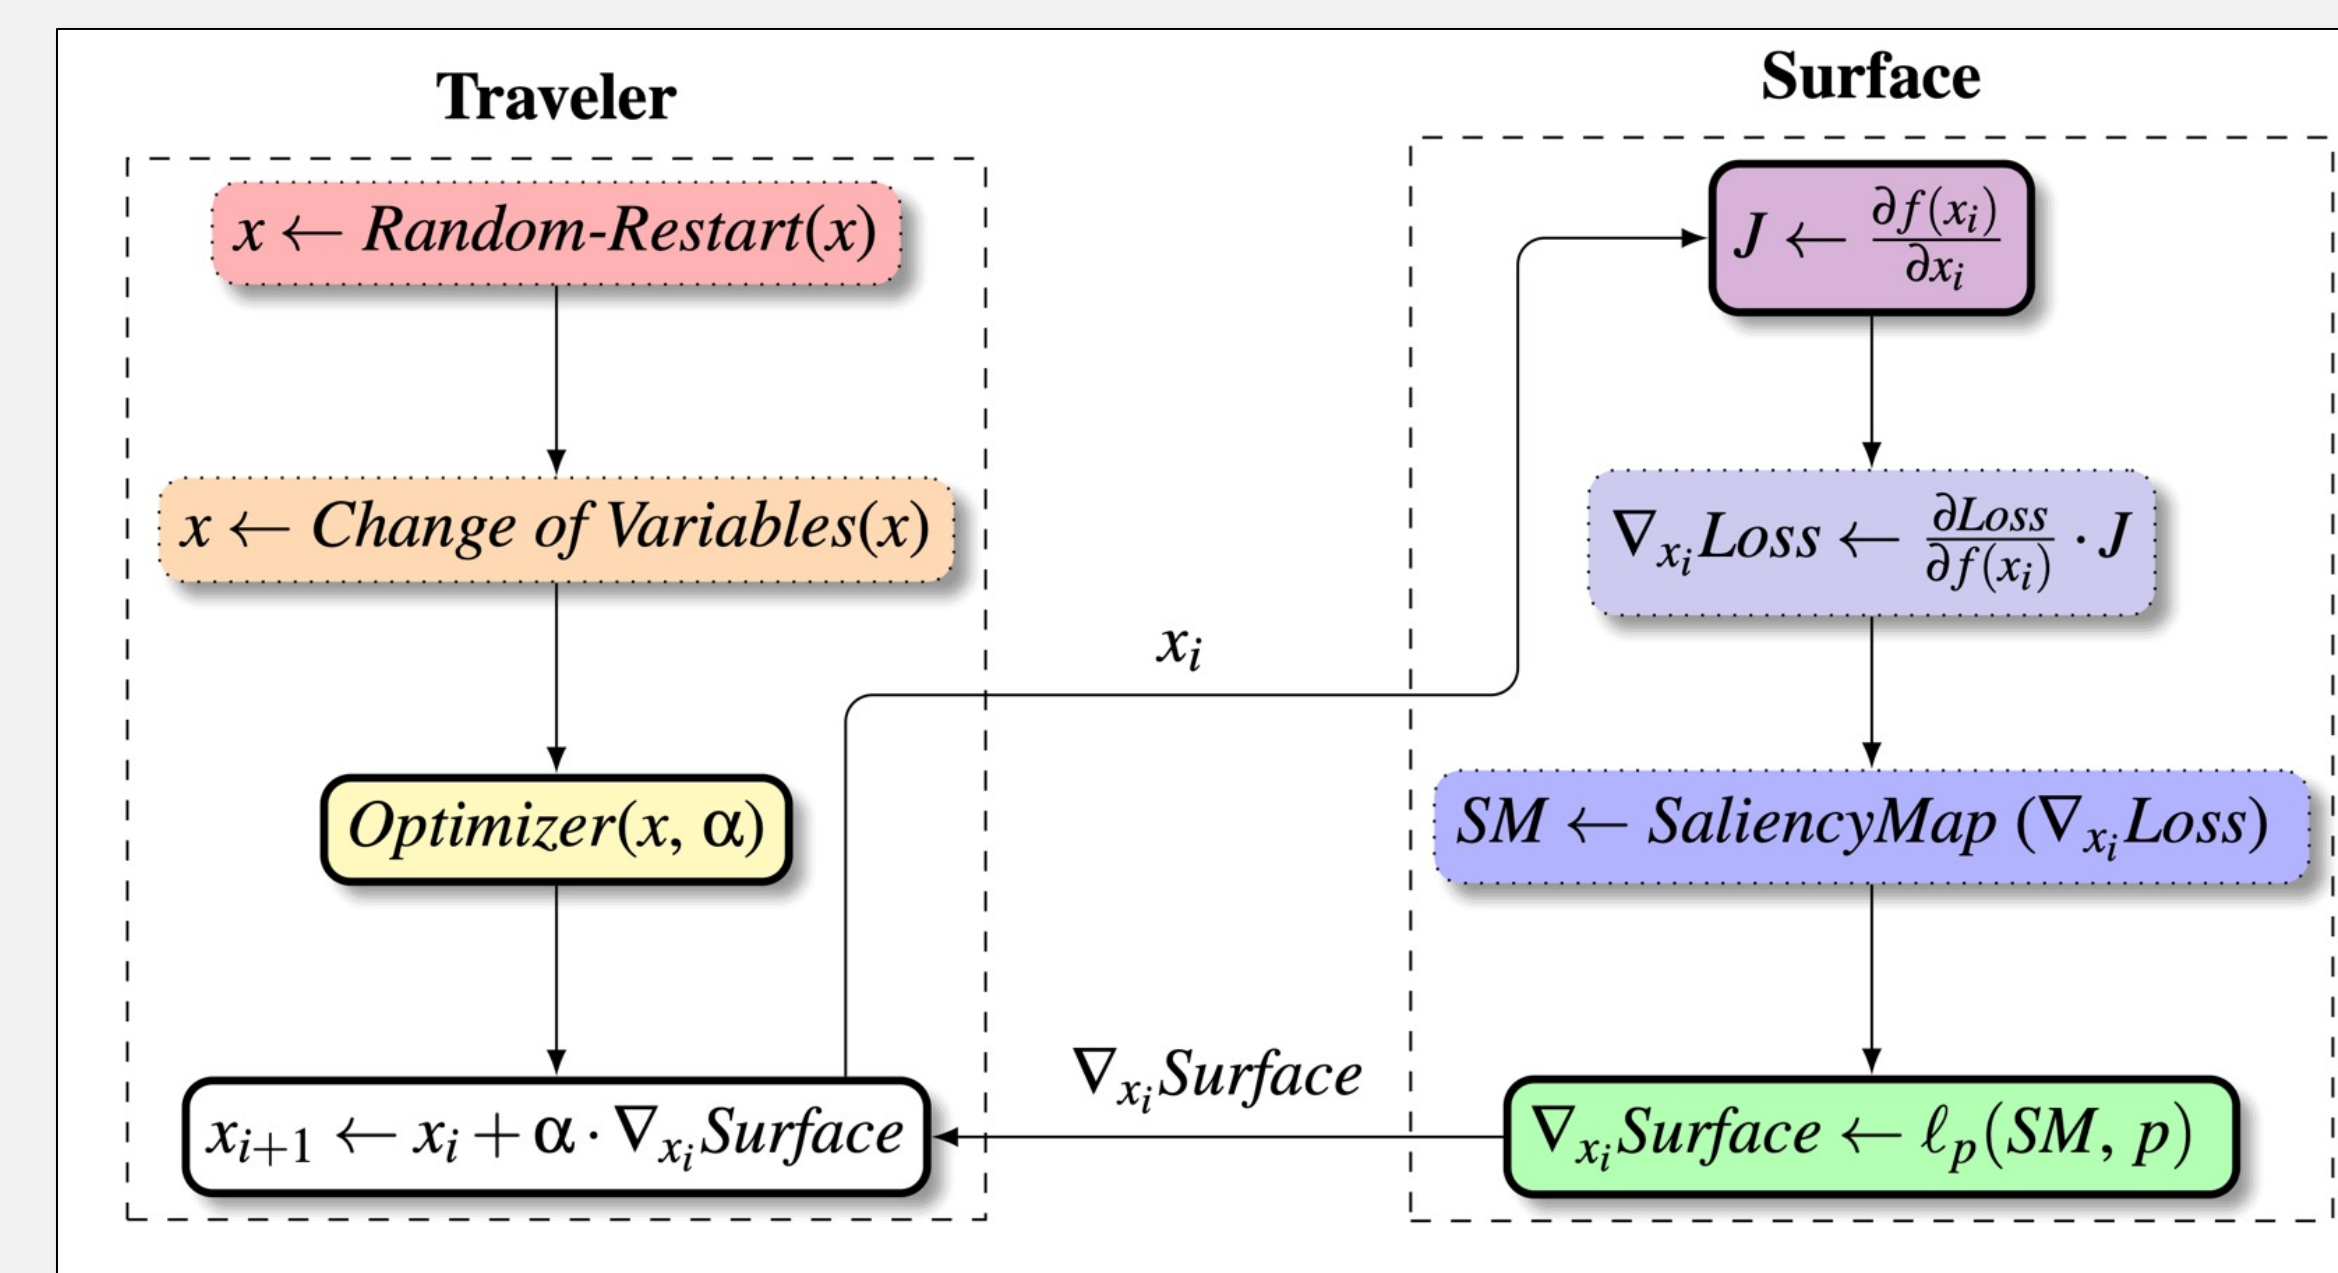 Traveler
x ← Random-Restart(x)
x ← Change of Variables(x)
Optimizer(x, α)
x_{i+1} ← x_i + α · ∇_{x_i}Surface
x_i
∇_{x_i}Surface
Surface
J ← ∂f(x_i)/∂x_i
∇_{x_i}Loss ← ∂Loss/∂f(x_i) · J
SM ← SaliencyMap (∇_{x_i}Loss)
∇_{x_i}Surface ← ℓ_p(SM, p)